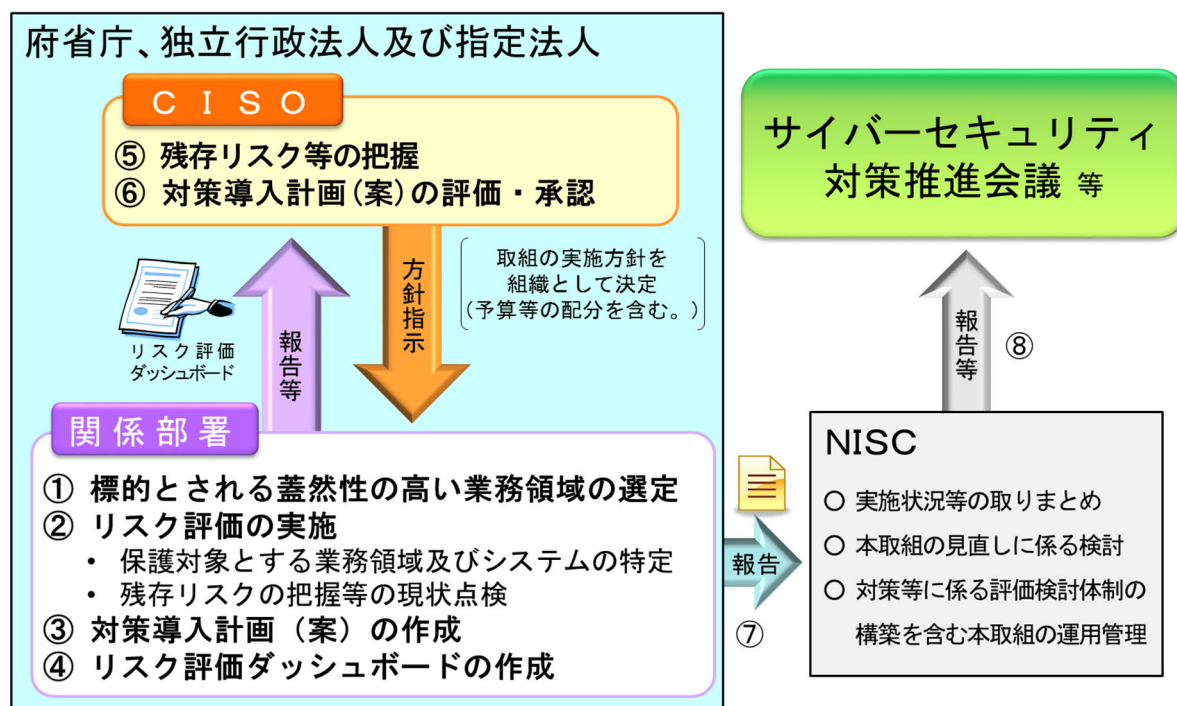 府省庁、独立行政法人及び指定法人
ＣＩＳＯ
⑤ 残存リスク等の把握
⑥ 対策導入計画(案)の評価・承認
リスク評価
ダッシュボード
報告等
方針指示
取組の実施方針を
組織として決定
(予算等の配分を含む。)
関係部署
① 標的とされる蓋然性の高い業務領域の選定
② リスク評価の実施
・ 保護対象とする業務領域及びシステムの特定
・ 残存リスクの把握等の現状点検
③ 対策導入計画（案）の作成
④ リスク評価ダッシュボードの作成
報告
⑦
サイバーセキュリティ
対策推進会議 等
報告等
⑧
NISC
○ 実施状況等の取りまとめ
○ 本取組の見直しに係る検討
○ 対策等に係る評価検討体制の
構築を含む本取組の運用管理